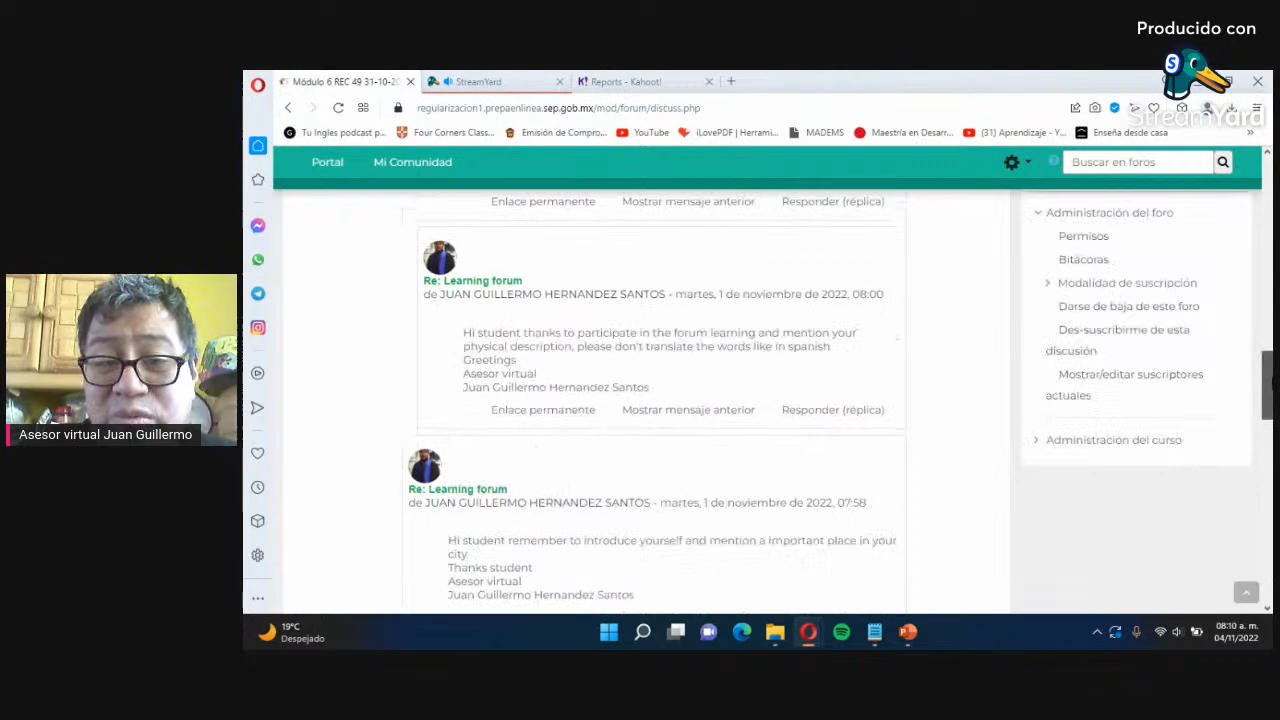 Producido con
StreamYard
Módulo 6 REC 49 31-10-20
StreamYard
Reports - Kahoot!
regularizacion1.prepaenlinea.sep.gob.mx/mod/forum/discuss.php
Tu Ingles podcast p...
Four Corners Class...
Emisión de Compro...
YouTube
iLovePDF | Herrami...
MADEMS
Maestría en Desarr...
(31) Aprendizaje - Y...
Enseña desde casa
Portal
Mi Comunidad
Buscar en foros
Enlace permanente
Mostrar mensaje anterior
Responder (réplica)
Re: Learning forum
de JUAN GUILLERMO HERNANDEZ SANTOS - martes, 1 de noviembre de 2022, 08:00
Hi student thanks to participate in the forum learning and mention your
physical description, please don't translate the words like in spanish
Greetings
Asesor virtual
Juan Guillermo Hernandez Santos
Enlace permanente
Mostrar mensaje anterior
Responder (réplica)
Re: Learning forum
de JUAN GUILLERMO HERNANDEZ SANTOS - martes, 1 de noviembre de 2022, 07:58
Hi student remember to introduce yourself and mention a important place in your
city.
Thanks student
Asesor virtual
Juan Guillermo Hernandez Santos
Administración del foro
Permisos
Bitácoras
Modalidad de suscripción
Darse de baja de este foro
Des-suscribirme de esta
discusión
Mostrar/editar suscriptores
actuales
Administración del curso
Asesor virtual Juan Guillermo
19°C
Despejado
08:10 a. m.
04/11/2022